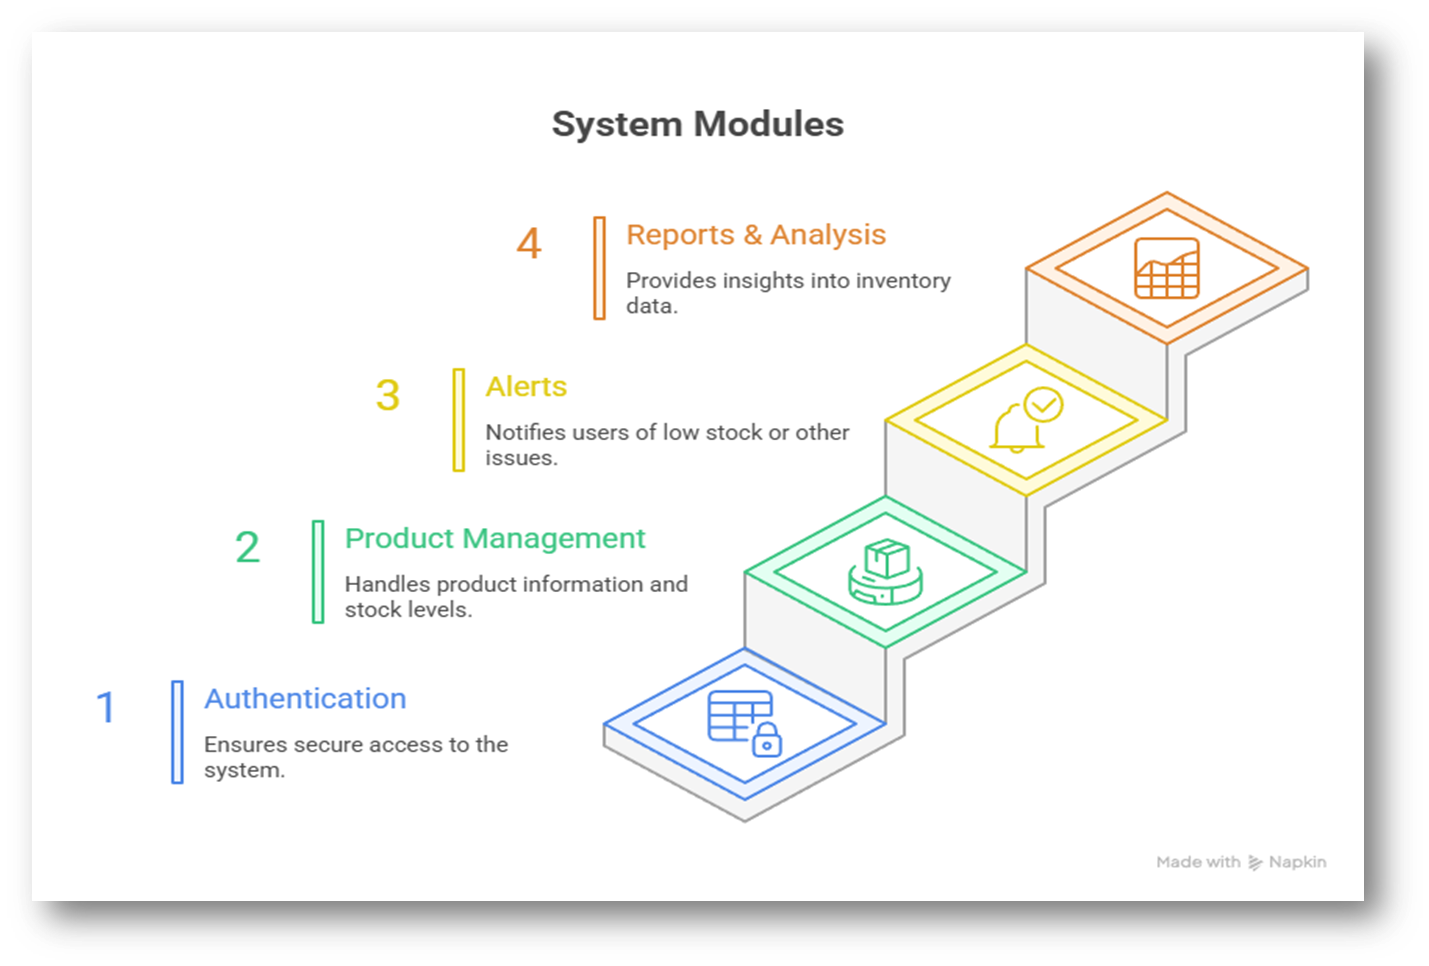 System Modules
4
Reports & Analysis
Provides insights into inventory
data.
3
Alerts
Notifies users of low stock or other
issues.
2
Product Management
Handles product information and
stock levels.
1
Authentication
Ensures secure access to the
system.
Made with Napkin